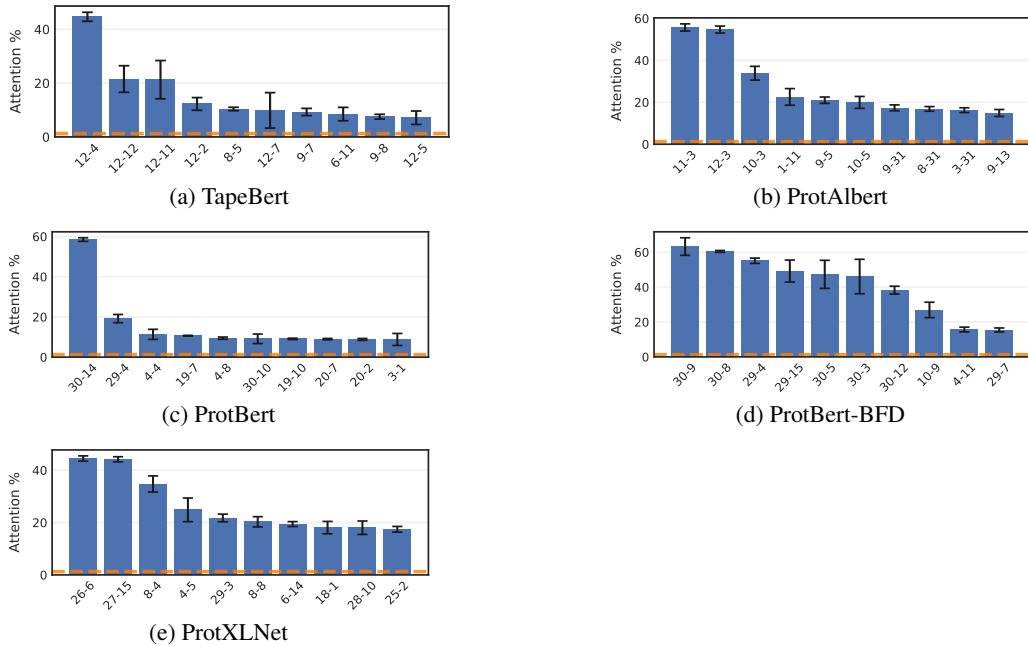 Attention %
40
20
0
12-4 12-12 12-11 12-2 8-5 12-7 9-7 6-11 9-8 12-5
(a) TapeBert
Attention %
60
40
20
0
11-3 12-3 10-3 1-11 9-5 10-5 9-31 8-31 3-31 9-13
(b) ProtAlbert
Attention %
60
40
20
0
30-14 29-4 4-4 19-7 4-8 30-10 19-10 20-7 20-2 3-1
(c) ProtBert
Attention %
60
40
20
0
30-9 30-8 29-4 29-15 30-5 30-3 30-12 10-9 4-11 29-7
(d) ProtBert-BFD
Attention %
40
20
0
26-6 27-15 8-4 4-5 29-3 8-8 6-14 18-1 28-10 25-2
(e) ProtXLNet